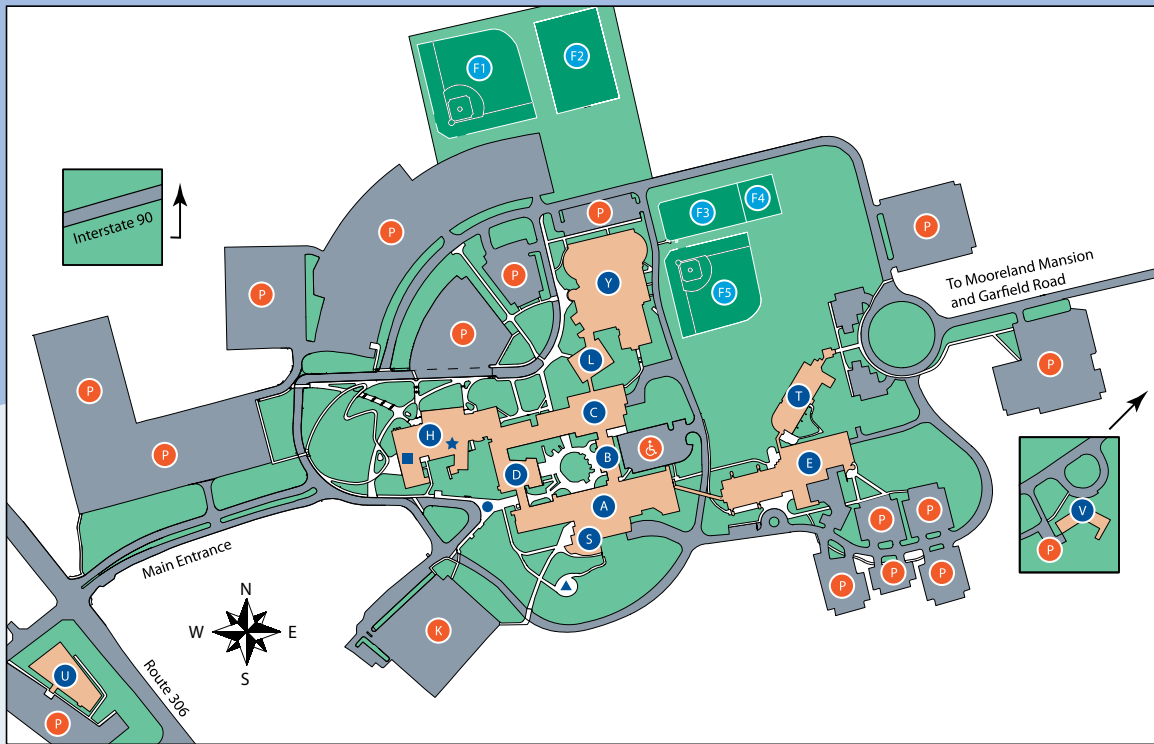 F1
F2
Interstate 90
P
P
F3
F4
P
P
P
F5
Y
To Mooreland Mansion
and Garfield Road
P
P
L
P
P
T
C
H
P
B
E
D
A
S
P
P
V
P
P
P
P
P
Main Entrance
N
W
E
S
K
U
Route 306
P